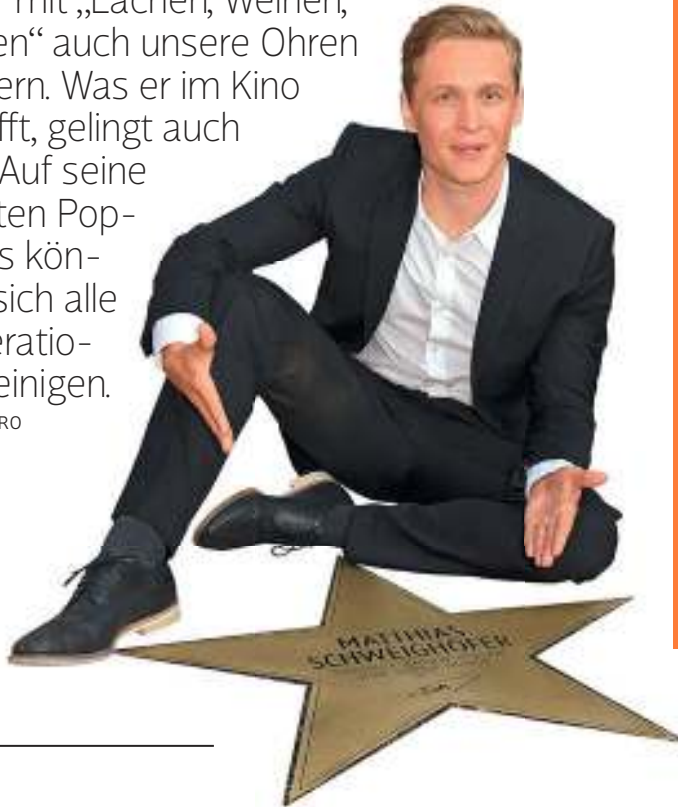 mit „Lachen, Weinen,
en“ auch unsere Ohren
ern. Was er im Kino
fft, gelingt auch
Auf seine
ten Pop-
s kön-
sich alle
eratio-
einigen.
RO
MATTHIAS
SCHWEIGHÖFER